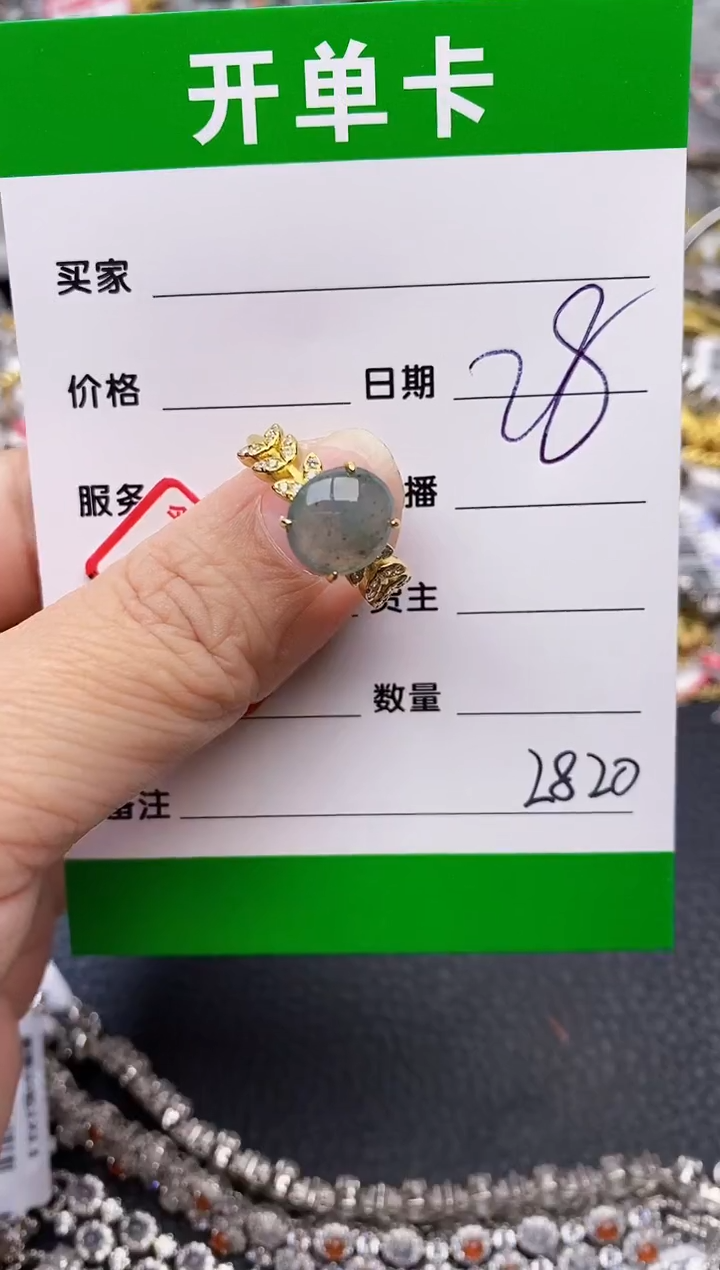 开单卡
买家
价格 日期 28
服务 播
货主
数量
备注 2820